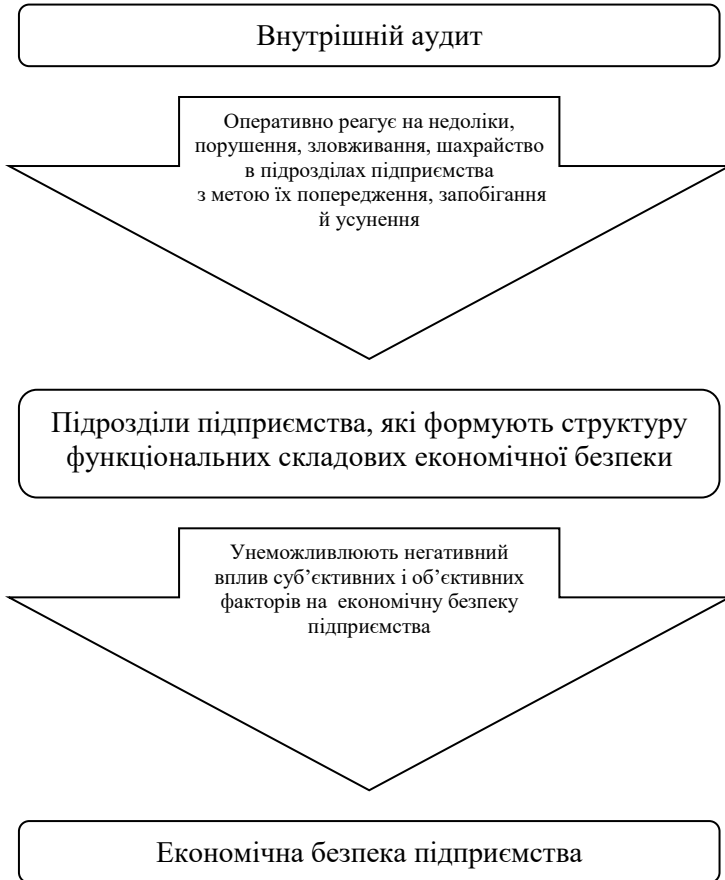 Внутрішній аудит
Оперативно реагує на недоліки,
порушення, зловживання, шахрайство
в підрозділах підприємства
з метою їх попередження, запобігання
й усунення
Підрозділи підприємства, які формують структуру
функціональних складових економічної безпеки
Унеможливлюють негативний
вплив суб’єктивних і об’єктивних
факторів на економічну безпеку
підприємства
Економічна безпека підприємства